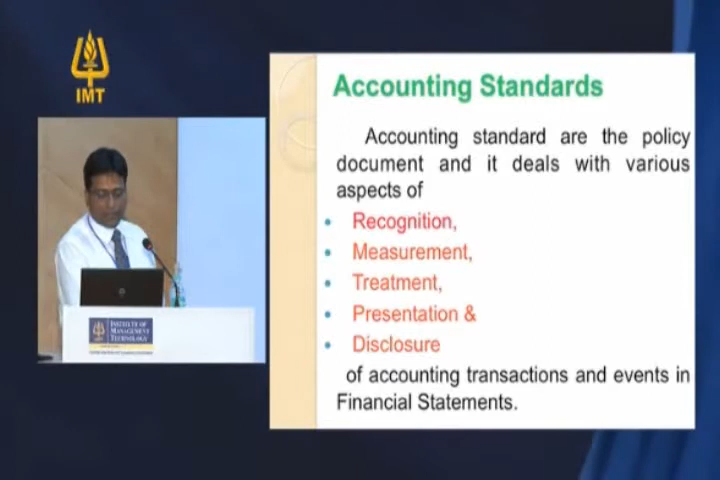 IMT
Accounting Standards
Accounting standard are the policy
document and it deals with various
aspects of
• Recognition,
• Measurement,
• Treatment,
• Presentation &
• Disclosure
of accounting transactions and events in
Financial Statements.
INSTITUTE OF
MANAGEMENT
TECHNOLOGY